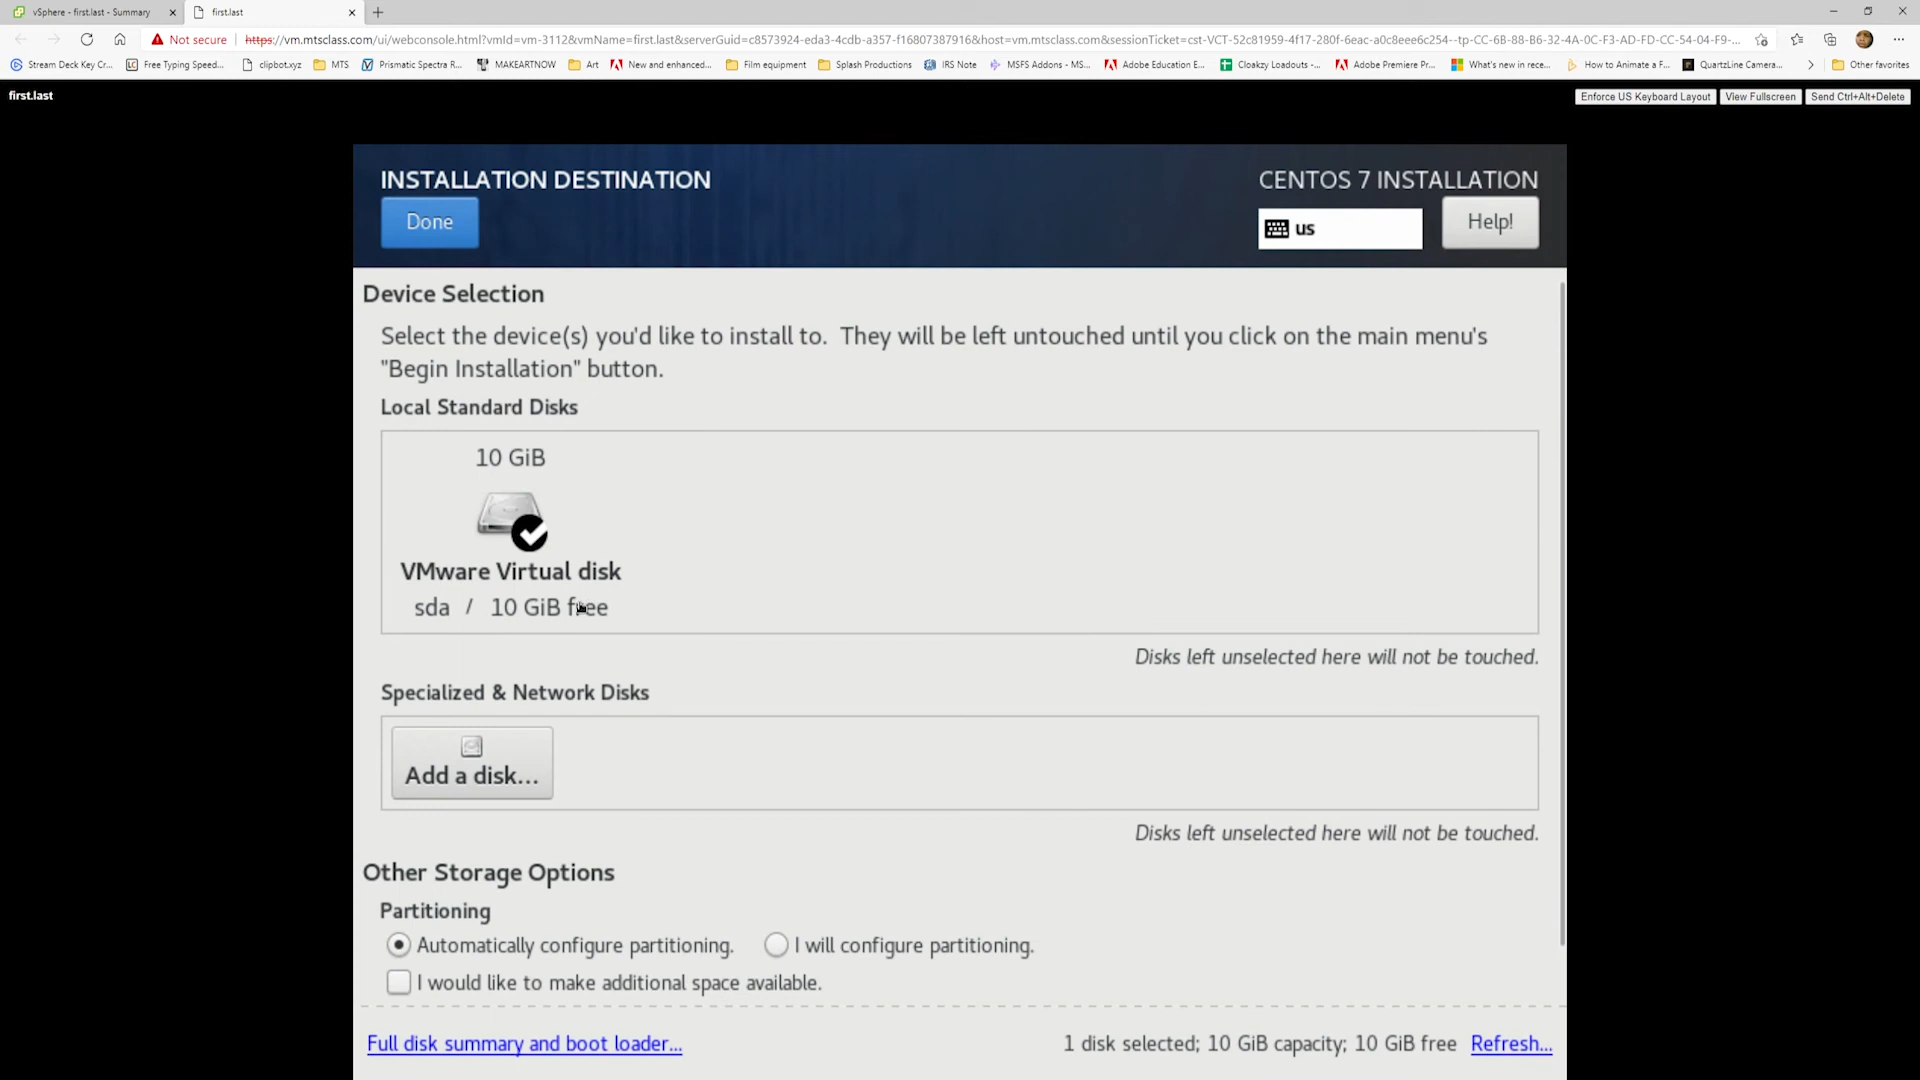 vSphere - first.last - Summary
first.last
Not secure
https://vm.mtsclass.com/ui/webconsole.html?vmId=vm-3112&vmName=first.last&serverGuid=c8573924-eda3-4cdb-a357-f16807387916&host=vm.mtsclass.com&sessionTicket=cst-VCT-52c81959-4f17-280f-6eac-a0c8eee6c254--tp-CC-6B-88-B6-32-4A-0C-F3-AD-FD-CC-54-04-F9-...
Stream Deck Key Cr...
Free Typing Speed...
clipbot.xyz
MTS
Prismatic Spectra R...
MAKEARTNOW
Art
New and enhanced...
Film equipment
Splash Productions
IRS Note
MSFS Addons - MS...
Adobe Education E...
Cloakzy Loadouts -...
Adobe Premiere Pr...
What's new in rece...
How to Animate a F...
QuartzLine Camera...
Other favorites
first.last
Enforce US Keyboard Layout
View Fullscreen
Send Ctrl+Alt+Delete
INSTALLATION DESTINATION
CENTOS 7 INSTALLATION
Done
us
Help!
Device Selection
Select the device(s) you'd like to install to. They will be left untouched until you click on the main menu's
"Begin Installation" button.
Local Standard Disks
10 GiB
VMware Virtual disk
sda / 10 GiB free
Disks left unselected here will not be touched.
Specialized & Network Disks
Add a disk...
Disks left unselected here will not be touched.
Other Storage Options
Partitioning
Automatically configure partitioning.
I will configure partitioning.
I would like to make additional space available.
Full disk summary and boot loader...
1 disk selected; 10 GiB capacity; 10 GiB free
Refresh...